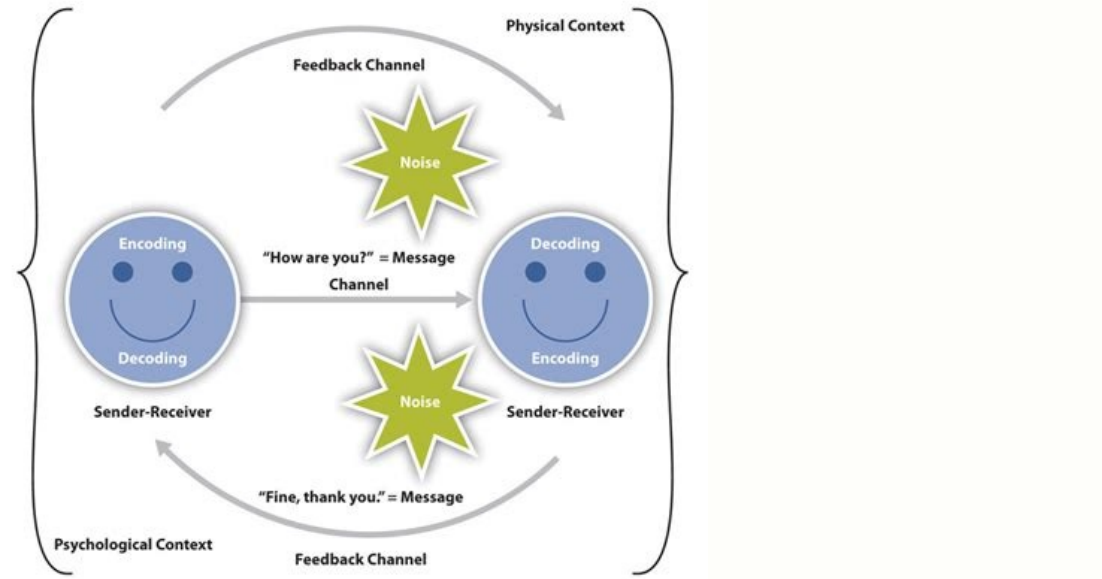 Physical Context
Feedback Channel
Noise
Encoding
Decoding
"How are you?" = Message
Channel
Decoding
Encoding
Noise
Sender-Receiver
Sender-Receiver
"Fine, thank you." = Message
Psychological Context
Feedback Channel